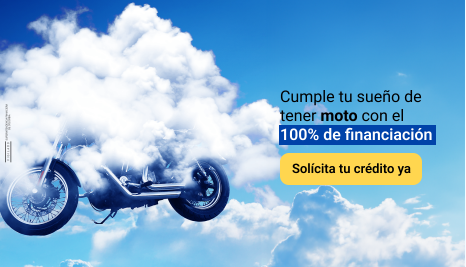 Cumple tu sueño de
tener moto con el
100% de financiación
Solícita tu crédito ya